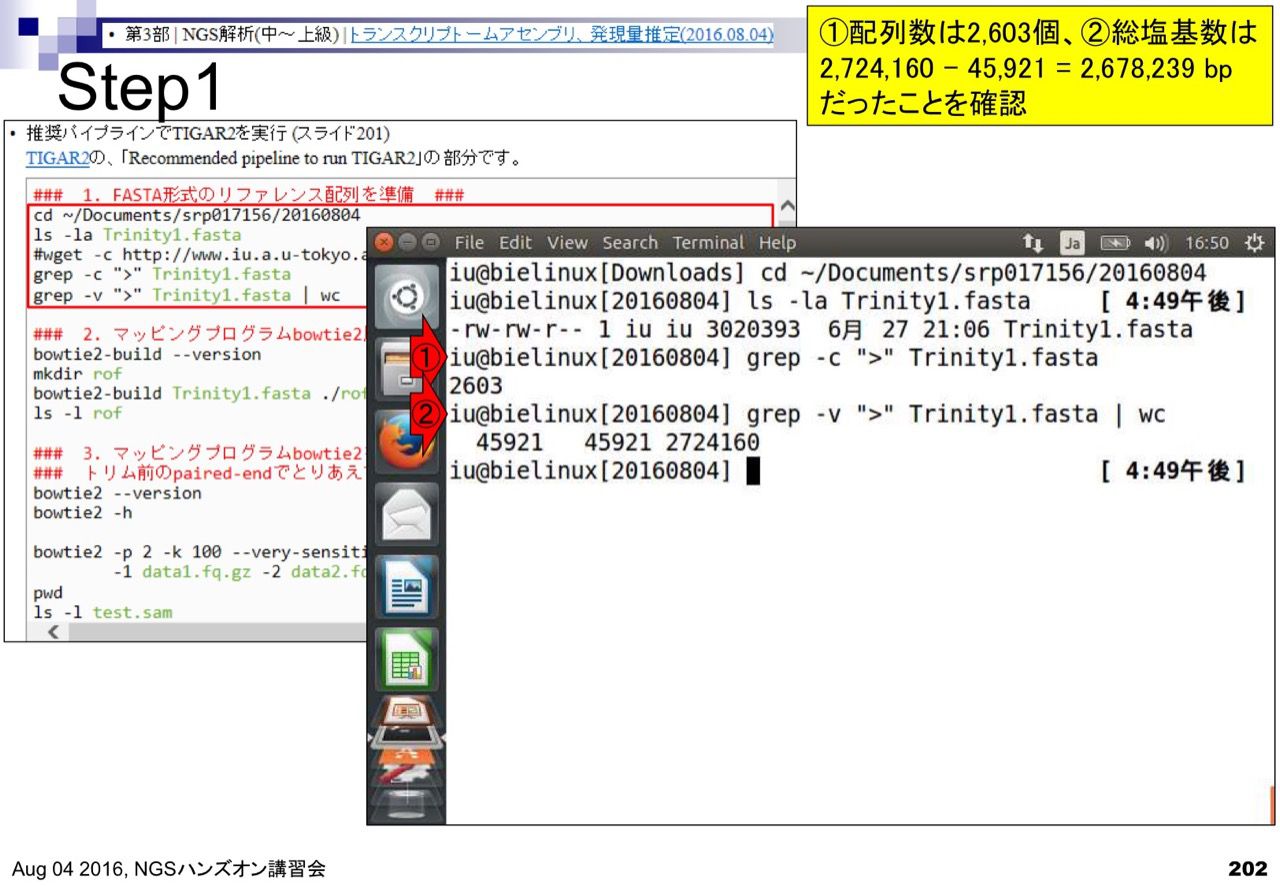 • 第3部 | NGS解析(中～上級) | トランスクリプトームアセンブリ、発現量推定(2016.08.04)
①配列数は2,603個、②総塩基数は
2,724,160 – 45,921 = 2,678,239 bp
だったことを確認
Step1
• 推奨パイプラインでTIGAR2を実行 (スライド201)
TIGAR2の、「Recommended pipeline to run TIGAR2」の部分です。
### 1. FASTA形式のリファレンス配列を準備 ###
cd ~/Documents/srp017156/20160804
ls -la Trinity1.fasta
#wget -c http://www.iu.a.u-tokyo.a
grep -c ">" Trinity1.fasta
grep -v ">" Trinity1.fasta | wc
### 2. マッピングプログラムbowtie2
bowtie2-build --version
mkdir rof
bowtie2-build Trinity1.fasta ./rof
ls -l rof
### 3. マッピングプログラムbowtie2
### トリム前のpaired-endでとりあえ
bowtie2 --version
bowtie2 -h
bowtie2 -p 2 -k 100 --very-sensiti
-1 data1.fq.gz -2 data2.fq
pwd
ls -l test.sam
File Edit View Search Terminal Help
Ja
16:50
iu@bielinux[Downloads] cd ~/Documents/srp017156/20160804
iu@bielinux[20160804] ls -la Trinity1.fasta [ 4:49午後]
-rw-rw-r-- 1 iu iu 3020393 6月 27 21:06 Trinity1.fasta
① iu@bielinux[20160804] grep -c ">" Trinity1.fasta
2603
② iu@bielinux[20160804] grep -v ">" Trinity1.fasta | wc
45921 45921 2724160
iu@bielinux[20160804] [ 4:49午後]
Aug 04 2016, NGSハンズオン講習会
202